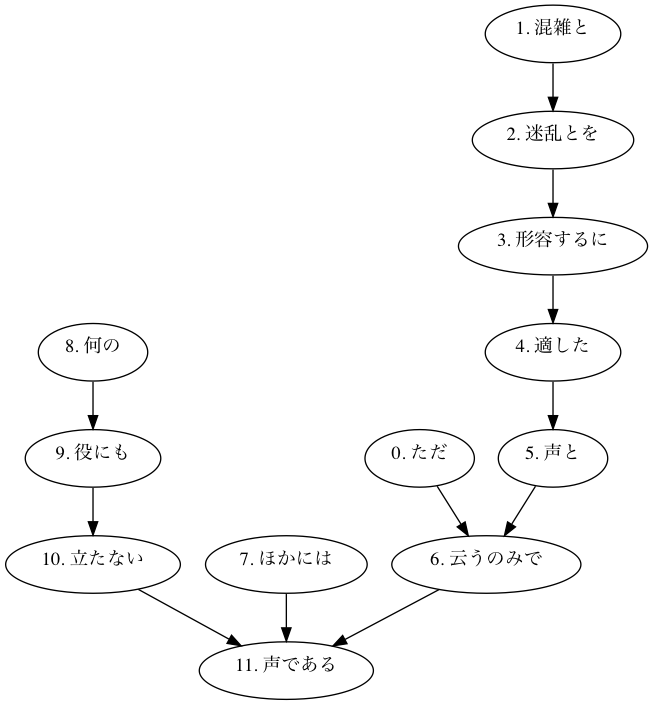 1. 混雑と
2. 迷乱とを
3. 形容するに
8. 何の
4. 適した
9. 役にも
0. ただ
5. 声と
10. 立たない
7. ほかには
6. 云うのみで
11. 声である